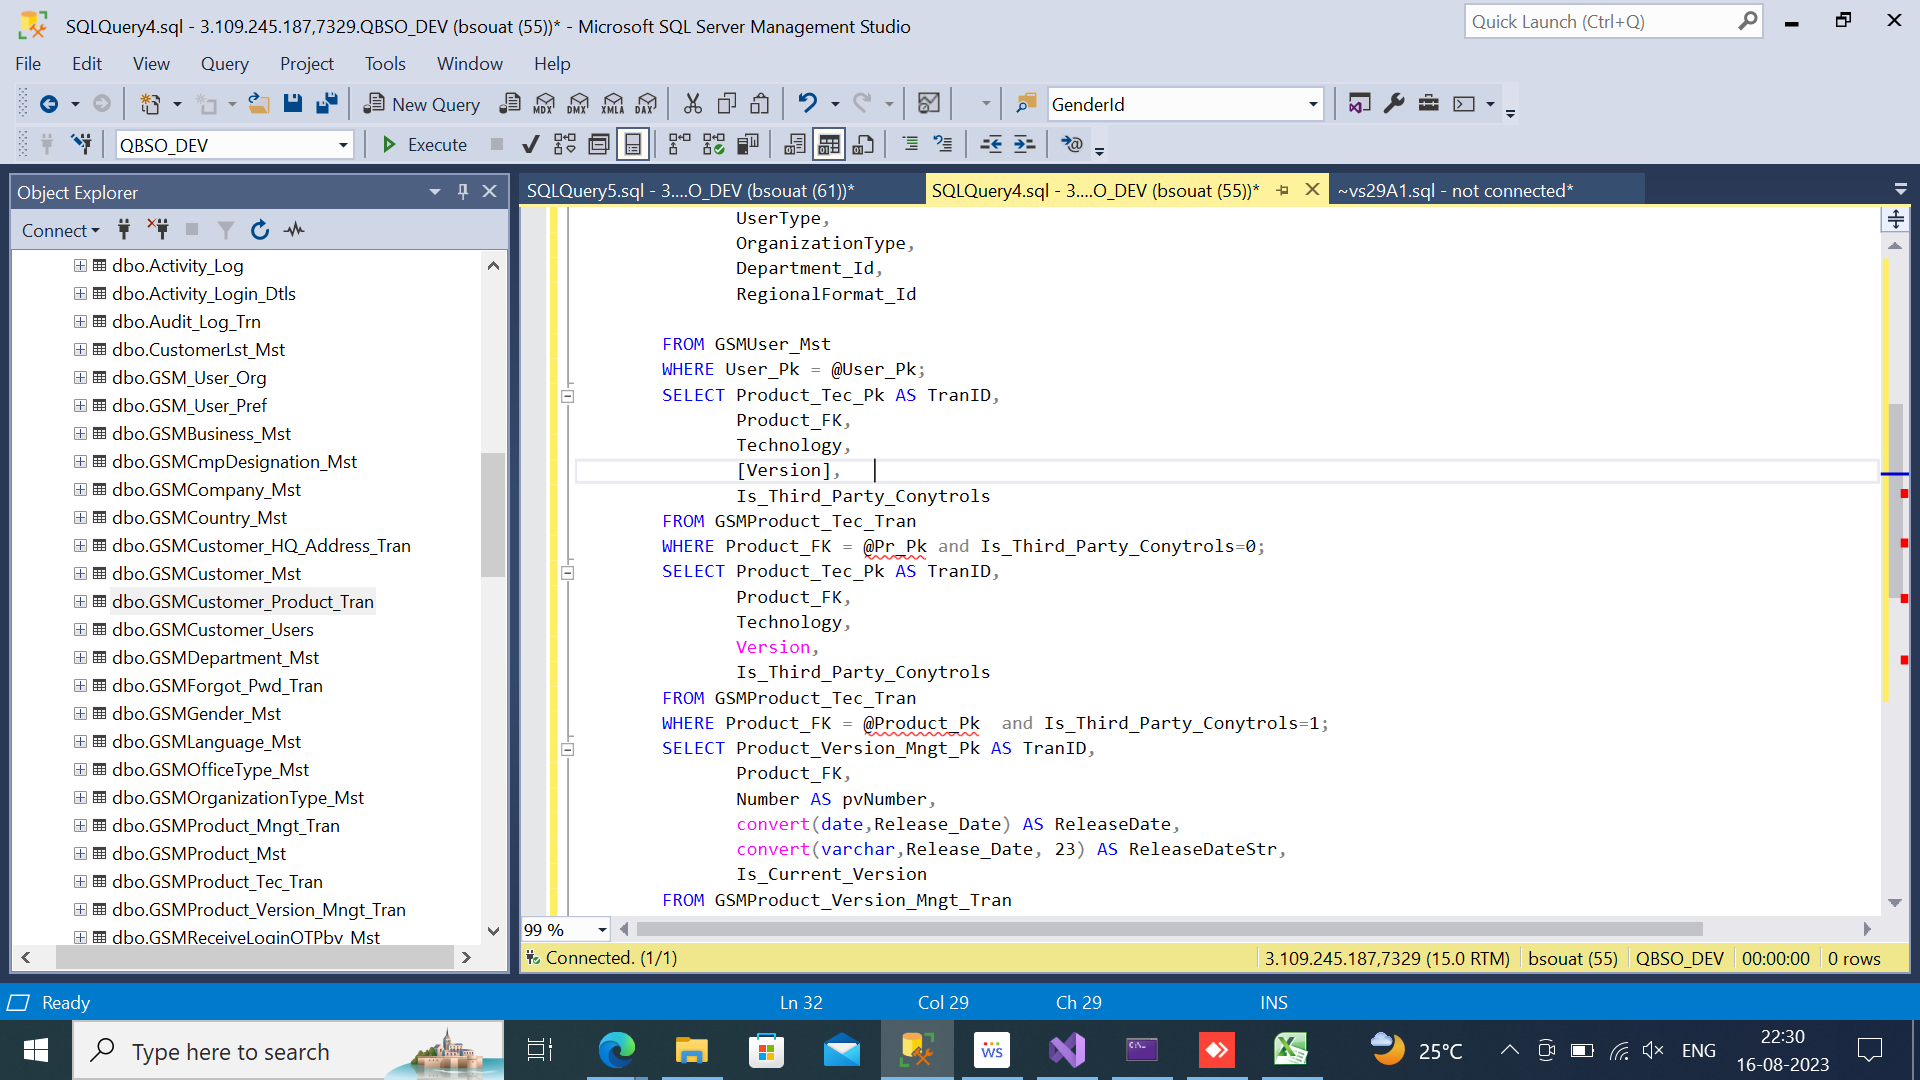 SQLQuery4.sql - 3.109.245.187,7329.QBSO_DEV (bsouat (55))* - Microsoft SQL Server Management Studio
Quick Launch (Ctrl+Q)
File Edit View Query Project Tools Window Help
New Query MDX DMX XMLA DAX GenderId
QBSO_DEV Execute
Object Explorer
SQLQuery5.sql - 3....O_DEV (bsouat (61))*
SQLQuery4.sql - 3....O_DEV (bsouat (55))*
~vs29A1.sql - not connected*
Connect
dbo.Activity_Log
dbo.Activity_Login_Dtls
dbo.Audit_Log_Trn
dbo.CustomerLst_Mst
dbo.GSM_User_Org
dbo.GSM_User_Pref
dbo.GSMBusiness_Mst
dbo.GSMCmpDesignation_Mst
dbo.GSMCompany_Mst
dbo.GSMCountry_Mst
dbo.GSMCustomer_HQ_Address_Tran
dbo.GSMCustomer_Mst
dbo.GSMCustomer_Product_Tran
dbo.GSMCustomer_Users
dbo.GSMDepartment_Mst
dbo.GSMForgot_Pwd_Tran
dbo.GSMGender_Mst
dbo.GSMLanguage_Mst
dbo.GSMOfficeType_Mst
dbo.GSMOrganizationType_Mst
dbo.GSMProduct_Mngt_Tran
dbo.GSMProduct_Mst
dbo.GSMProduct_Tec_Tran
dbo.GSMProduct_Version_Mngt_Tran
dbo.GSMReceiveLoginOTPby_Mst
UserType,
OrganizationType,
Department_Id,
RegionalFormat_Id
FROM GSMUser_Mst
WHERE User_Pk = @User_Pk;
SELECT Product_Tec_Pk AS TranID,
Product_FK,
Technology,
[Version],
Is_Third_Party_Conytrols
FROM GSMProduct_Tec_Tran
WHERE Product_FK = @Pr_Pk and Is_Third_Party_Conytrols=0;
SELECT Product_Tec_Pk AS TranID,
Product_FK,
Technology,
Version,
Is_Third_Party_Conytrols
FROM GSMProduct_Tec_Tran
WHERE Product_FK = @Product_Pk  and Is_Third_Party_Conytrols=1;
SELECT Product_Version_Mngt_Pk AS TranID,
Product_FK,
Number AS pvNumber,
convert(date,Release_Date) AS ReleaseDate,
convert(varchar,Release_Date, 23) AS ReleaseDateStr,
Is_Current_Version
FROM GSMProduct_Version_Mngt_Tran
99 %
Connected. (1/1) 3.109.245.187,7329 (15.0 RTM) bsouat (55) QBSO_DEV 00:00:00 0 rows
Ready Ln 32 Col 29 Ch 29 INS
Type here to search
WS
25°C
ENG
22:30
16-08-2023